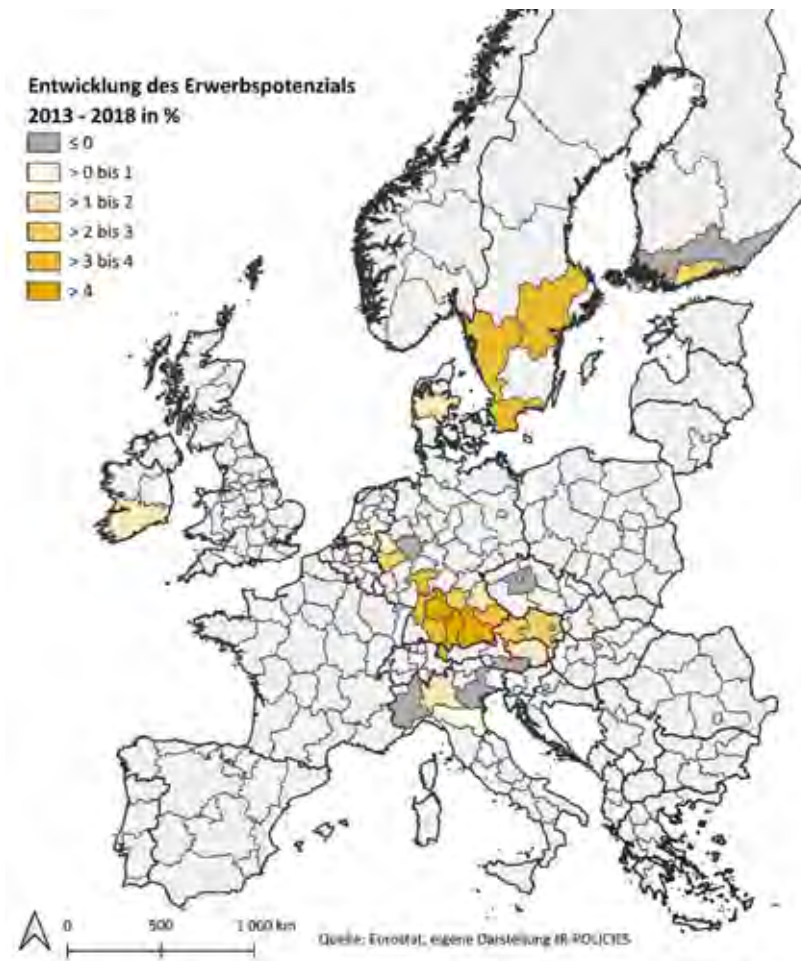 Entwicklung des Erwerbspotenzials
2013 - 2018 in %
≤ 0
> 0 bis 1
> 1 bis 2
> 2 bis 3
> 3 bis 4
> 4
0 500 1 000 km
Quelle: Eurostat, eigene Darstellung IR-POLICIES